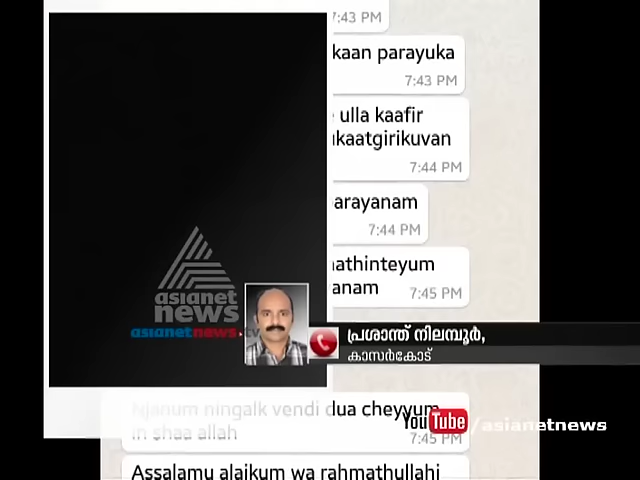 7:43 PM
kaan parayuka
7:43 PM
ulla kaafir
kaatgirikuvan
7:44 PM
arayanam
7:44 PM
athinteyum
anam
7:45 PM
asianet
news
asianetnews.tv
പ്രശാന്ത് നിലമ്പൂർ,
കാസർകോട്
Njanum ningalk vendi dua cheyyum
in shaa allah
7:45 PM
YouTube/asianetnews
Assalamu alaikum wa rahmathullahi